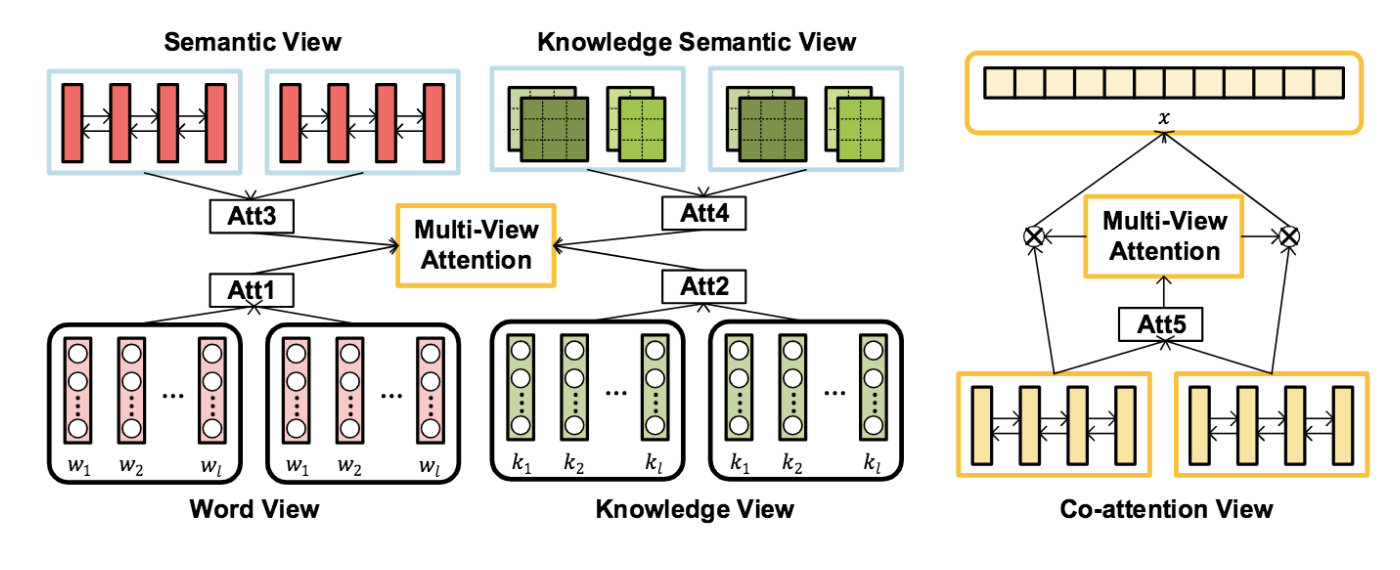 Semantic View
Knowledge Semantic View
x
Att3
Att4
Multi-View
Attention
Multi-View
Attention
Att1
Att2
Att5
w₁ w₂ ... wₗ
w₁ w₂ ... wₗ
k₁ k₂ ... kₗ
k₁ k₂ ... kₗ
Word View
Knowledge View
Co-attention View